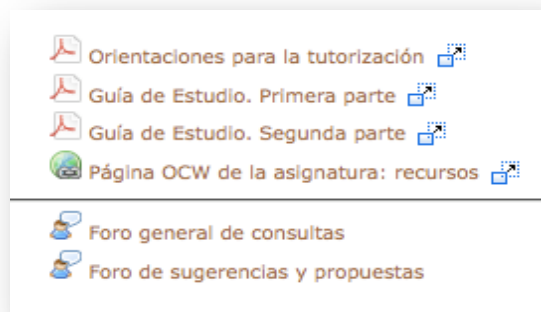 Orientaciones para la tutorización
Guía de Estudio. Primera parte
Guía de Estudio. Segunda parte
Página OCW de la asignatura: recursos
Foro general de consultas
Foro de sugerencias y propuestas